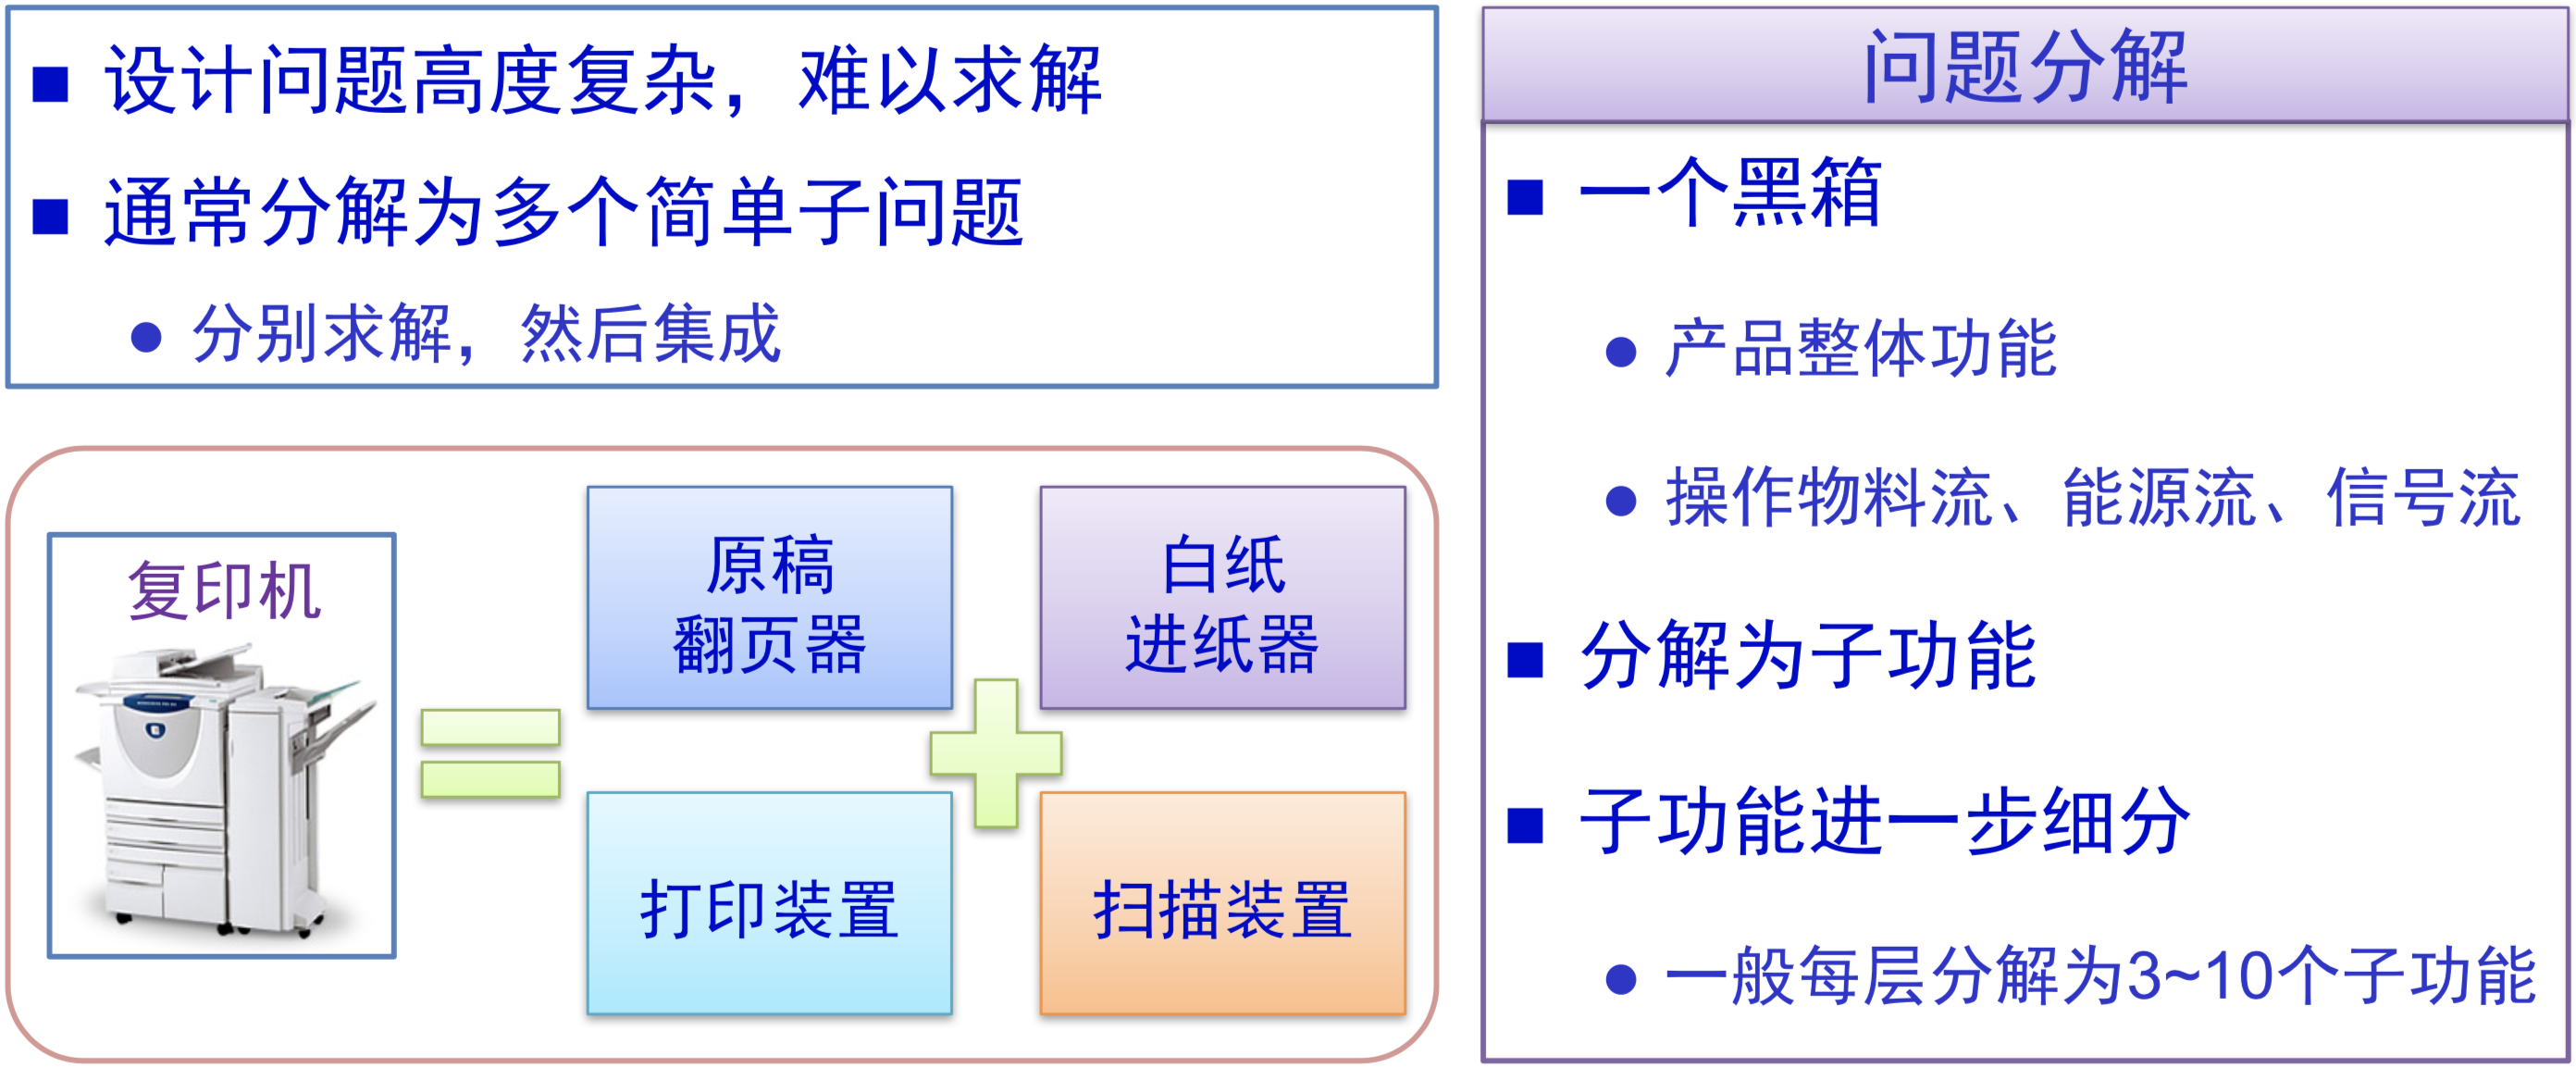 设计问题高度复杂，难以求解
通常分解为多个简单子问题
分别求解，然后集成
复印机
原稿
翻页器
白纸
进纸器
打印装置
扫描装置
问题分解
一个黑箱
产品整体功能
操作物料流、能源流、信号流
分解为子功能
子功能进一步细分
一般每层分解为3~10个子功能